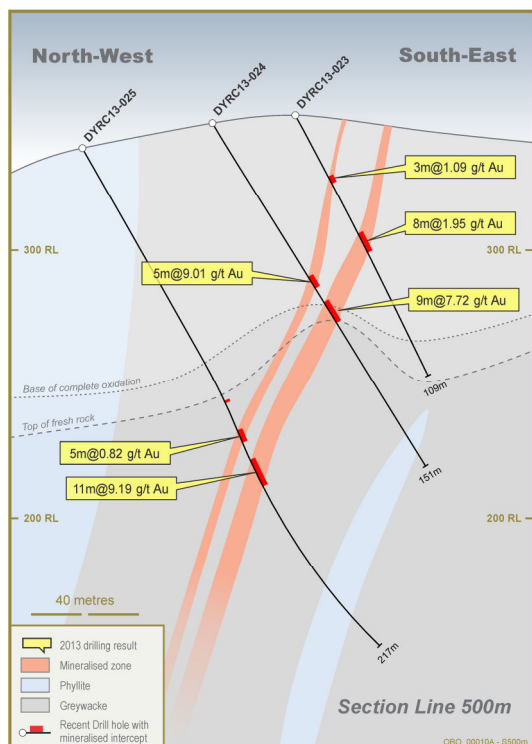 North-West
South-East
DYRC13-025
DYRC13-024
DYRC13-023
3m@1.09 g/t Au
8m@1.95 g/t Au
300 RL
300 RL
5m@9.01 g/t Au
9m@7.72 g/t Au
Base of complete oxidation
109m
Top of fresh rock
5m@0.82 g/t Au
151m
11m@9.19 g/t Au
200 RL
200 RL
40 metres
217m
2013 drilling result
Mineralised zone
Phyllite
Greywacke
Recent Drill hole with
mineralised intercept
Section Line 500m
OBO_00010A - S500m